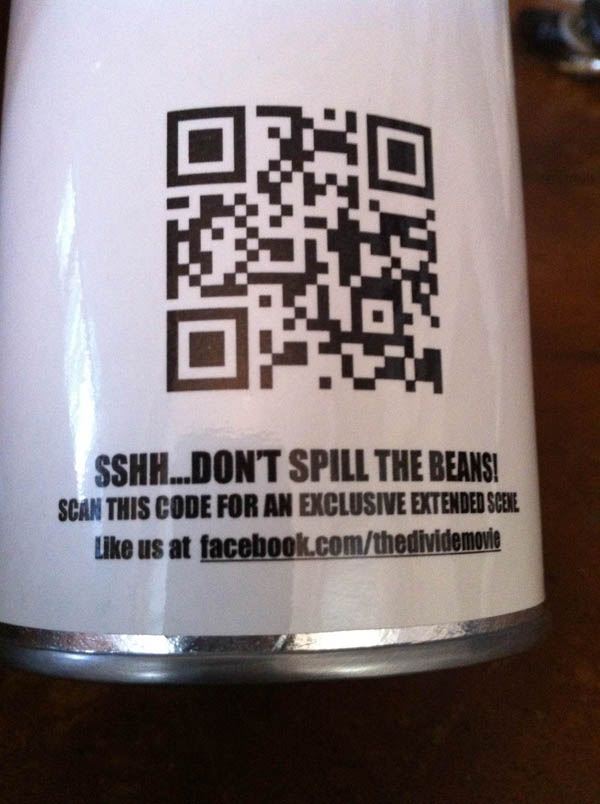 SSHH...DON'T SPILL THE BEANS!
SCAN THIS CODE FOR AN EXCLUSIVE EXTENDED SCENE.
Like us at facebook.com/thedividemovie